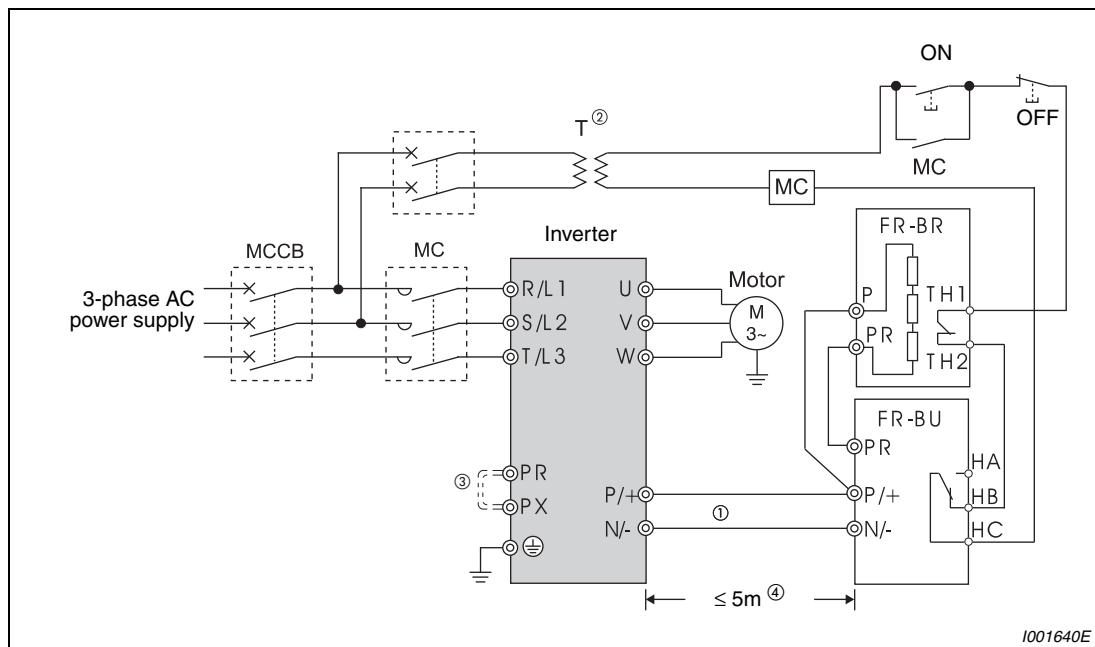 ON
T ②
OFF
MC
MC
FR-BR
Inverter
MCCB
MC
Motor
P
TH1
R/L1
U
3-phase AC
power supply
M
3~
S/L2
V
PR
T/L3
W
TH2
FR-BU
PR
HA
③
PR
P/+
P/+
HB
PX
①
N/-
N/-
HC
≤ 5m ④
I001640E